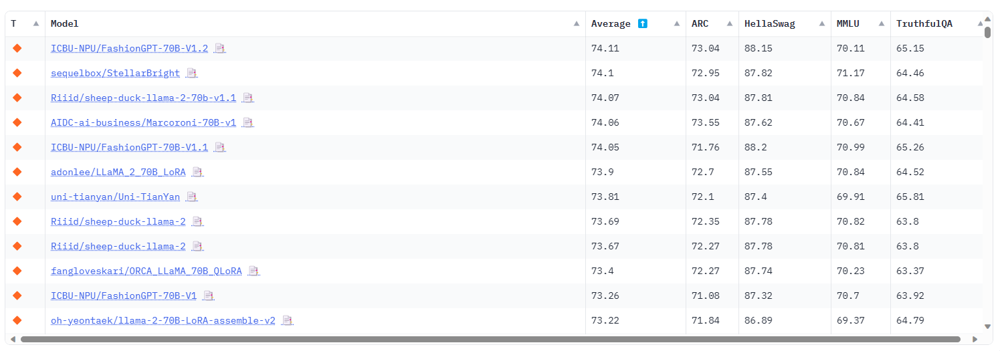 T Model Average ARC HellaSwag MMLU TruthfulQA
ICBU-NPU/FashionGPT-70B-V1.2 74.11 73.04 88.15 70.11 65.15
sequelbox/StellarBright 74.1 72.95 87.82 71.17 64.46
Riiid/sheep-duck-llama-2-70b-v1.1 74.07 73.04 87.81 70.84 64.58
AIDC-ai-business/Marcoroni-70B-v1 74.06 73.55 87.62 70.67 64.41
ICBU-NPU/FashionGPT-70B-V1.1 74.05 71.76 88.2 70.99 65.26
adonlee/LLaMA_2_70B_LoRA 73.9 72.7 87.55 70.84 64.52
uni-tianyan/Uni-TianYan 73.81 72.1 87.4 69.91 65.81
Riiid/sheep-duck-llama-2 73.69 72.35 87.78 70.82 63.8
Riiid/sheep-duck-llama-2 73.67 72.27 87.78 70.81 63.8
fangloveskari/ORCA_LLaMA_70B_QLoRA 73.4 72.27 87.74 70.23 63.37
ICBU-NPU/FashionGPT-70B-V1 73.26 71.08 87.32 70.7 63.92
oh-yeontaek/llama-2-70B-LoRA-assemble-v2 73.22 71.84 86.89 69.37 64.79